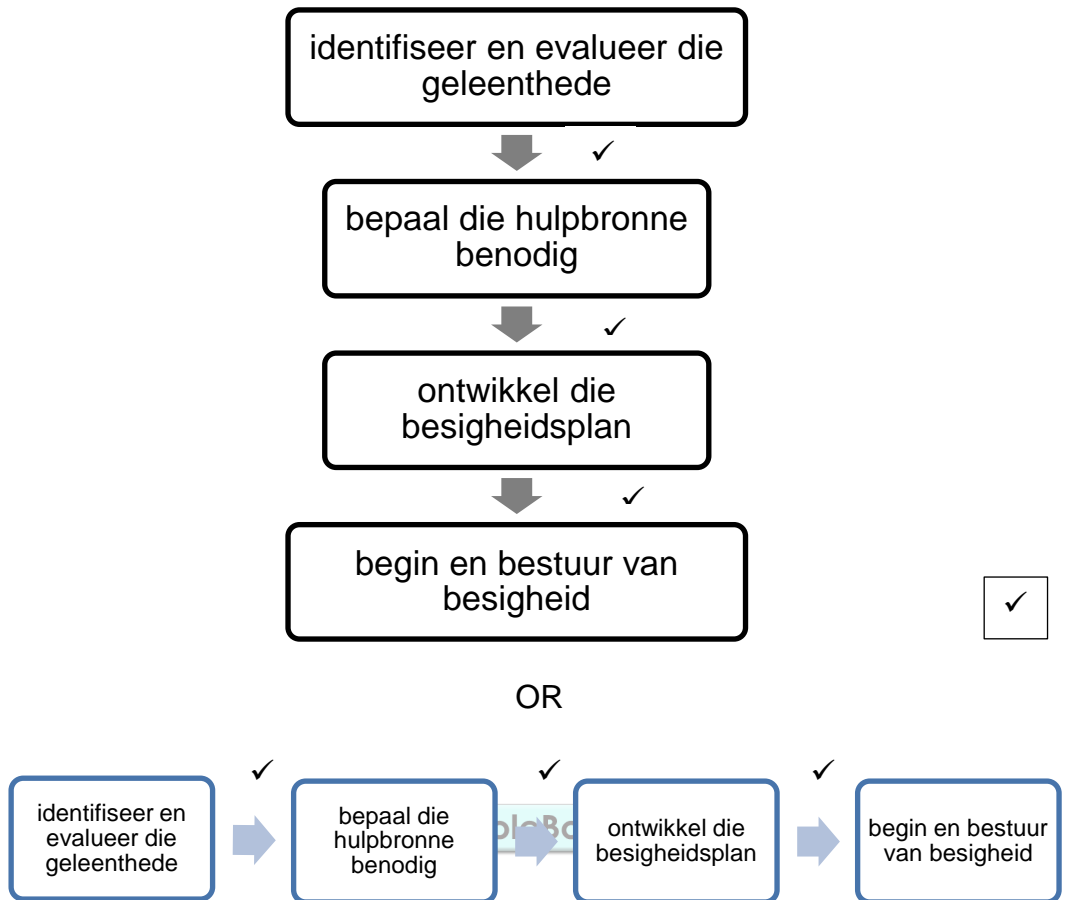 identifiseer en evalueer die
geleenthede
✓
bepaal die hulpbronne
benodig
✓
ontwikkel die
besigheidsplan
✓
begin en bestuur van
besigheid
✓
OR
✓ ✓ ✓
identifiseer en
evalueer die
geleenthede
bepaal die
hulpbronne
benodig
ontwikkel die
besigheidsplan
begin en bestuur
van besigheid